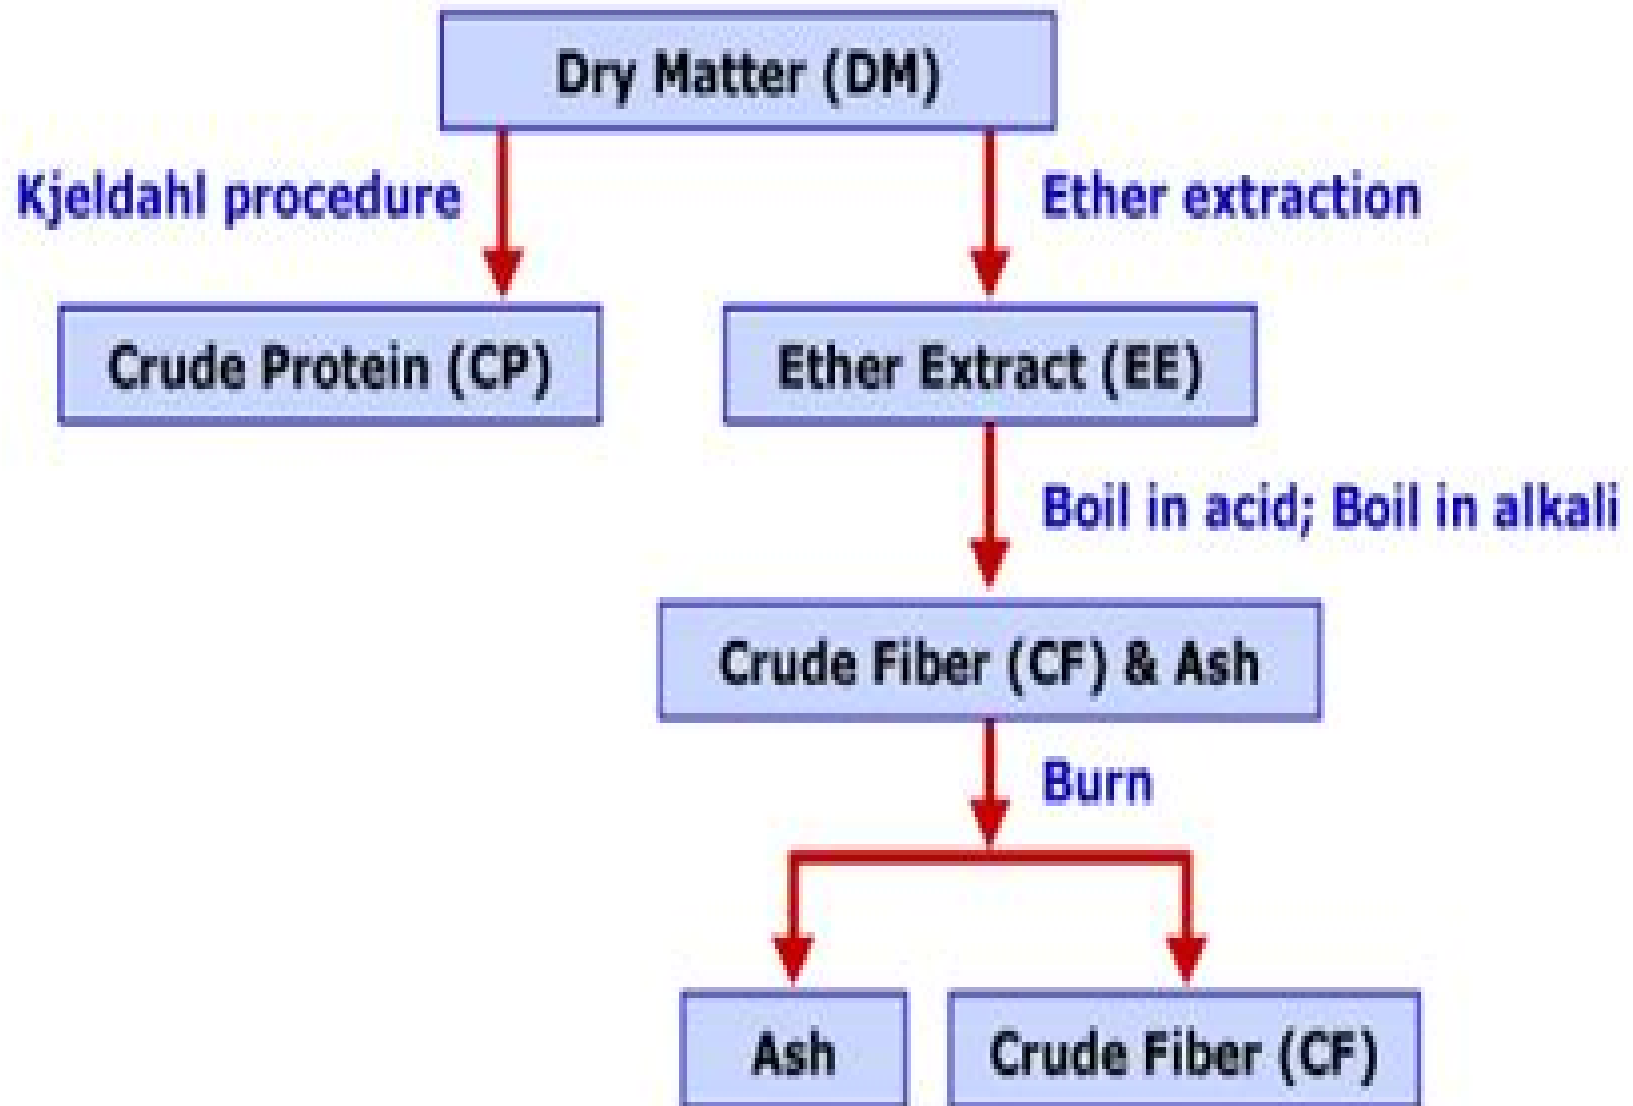 Dry Matter (DM)
Kjeldahl procedure
Ether extraction
Crude Protein (CP)
Ether Extract (EE)
Boil in acid; Boil in alkali
Crude Fiber (CF) & Ash
Burn
Ash
Crude Fiber (CF)